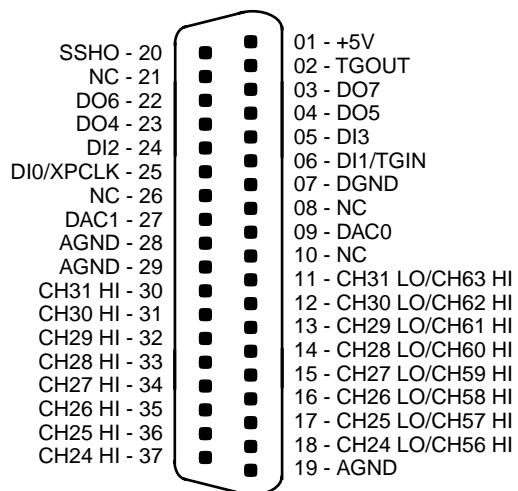 SSHO - 20
NC - 21
DO6 - 22
DO4 - 23
DI2 - 24
DI0/XPCLK - 25
NC - 26
DAC1 - 27
AGND - 28
AGND - 29
CH31 HI - 30
CH30 HI - 31
CH29 HI - 32
CH28 HI - 33
CH27 HI - 34
CH26 HI - 35
CH25 HI - 36
CH24 HI - 37
01 - +5V
02 - TGOUT
03 - DO7
04 - DO5
05 - DI3
06 - DI1/TGIN
07 - DGND
08 - NC
09 - DAC0
10 - NC
11 - CH31 LO/CH63 HI
12 - CH30 LO/CH62 HI
13 - CH29 LO/CH61 HI
14 - CH28 LO/CH60 HI
15 - CH27 LO/CH59 HI
16 - CH26 LO/CH58 HI
17 - CH25 LO/CH57 HI
18 - CH24 LO/CH56 HI
19 - AGND